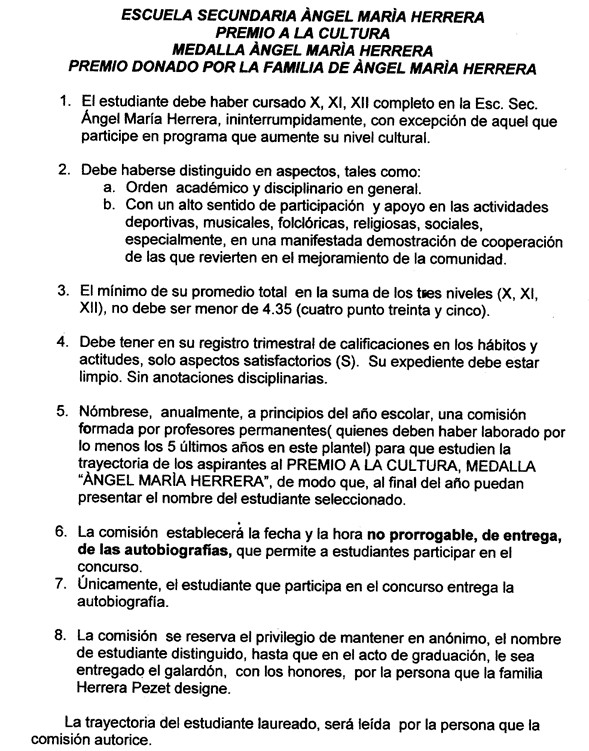 ESCUELA SECUNDARIA ÀNGEL MARÌA HERRERA
PREMIO A LA CULTURA
MEDALLA ÀNGEL MARÌA HERRERA
PREMIO DONADO POR LA FAMILIA DE ÀNGEL MARÌA HERRERA
1. El estudiante debe haber cursado X, XI, XII completo en la Esc. Sec.
Ángel María Herrera, ininterrumpidamente, con excepción de aquel que
participe en programa que aumente su nivel cultural.
2. Debe haberse distinguido en aspectos, tales como:
a. Orden académico y disciplinario en general.
b. Con un alto sentido de participación y apoyo en las actividades
deportivas, musicales, folclóricas, religiosas, sociales,
especialmente, en una manifestada demostración de cooperación
de las que revierten en el mejoramiento de la comunidad.
3. El mínimo de su promedio total en la suma de los tres niveles (X, XI,
XII), no debe ser menor de 4.35 (cuatro punto treinta y cinco).
4. Debe tener en su registro trimestral de calificaciones en los hábitos y
actitudes, solo aspectos satisfactorios (S). Su expediente debe estar
limpio. Sin anotaciones disciplinarias.
5. Nómbrese, anualmente, a principios del año escolar, una comisión
formada por profesores permanentes( quienes deben haber laborado por
lo menos los 5 últimos años en este plantel) para que estudien la
trayectoria de los aspirantes al PREMIO A LA CULTURA, MEDALLA
“ÀNGEL MARÌA HERRERA”, de modo que, al final del año puedan
presentar el nombre del estudiante seleccionado.
6. La comisión establecerá la fecha y la hora no prorrogable, de entrega,
de las autobiografías, que permite a estudiantes participar en el
concurso.
7. Únicamente, el estudiante que participa en el concurso entrega la
autobiografía.
8. La comisión se reserva el privilegio de mantener en anónimo, el nombre
de estudiante distinguido, hasta que en el acto de graduación, le sea
entregado el galardón, con los honores, por la persona que la familia
Herrera Pezet designe.
La trayectoria del estudiante laureado, será leída por la persona que la
comisión autorice.